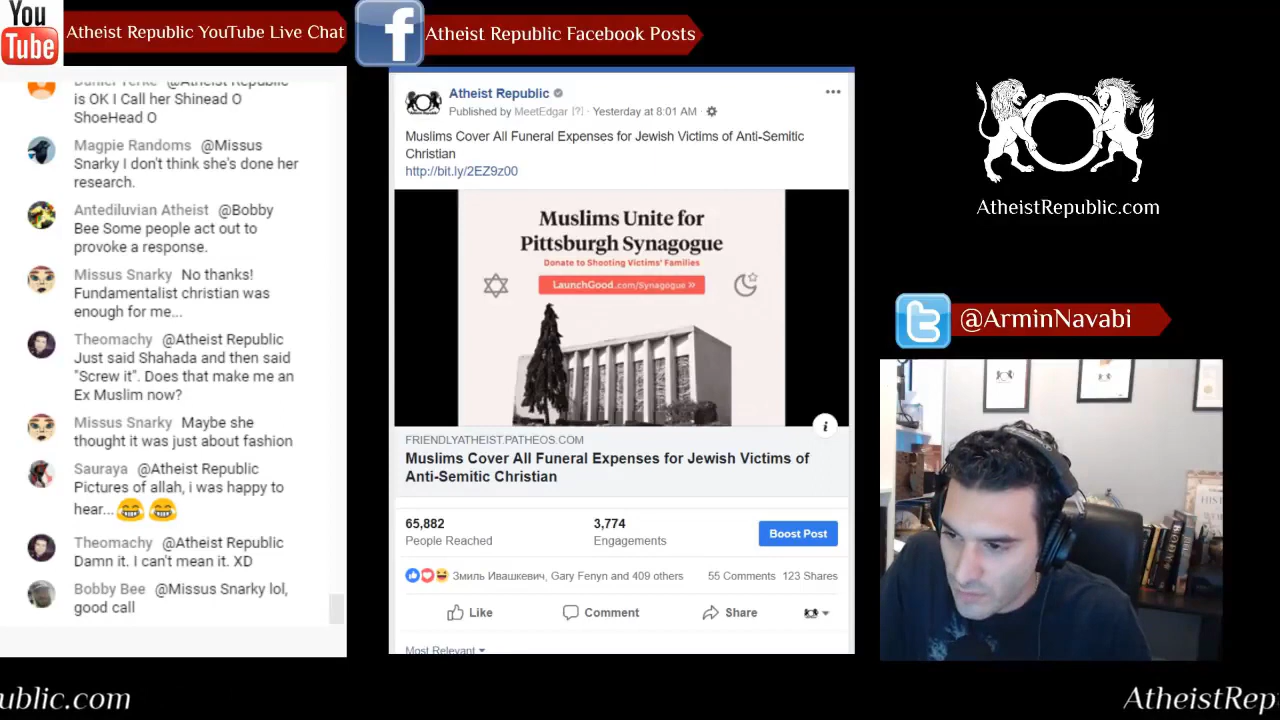 You
Tube
Atheist Republic YouTube Live Chat
f
Atheist Republic Facebook Posts
@Atheist Republic
is OK I Call her Shinead O
ShoeHead O
Magpie Randoms @Missus
Snarky I don't think she's done her
research.
Antediluvian Atheist @Bobby
Bee Some people act out to
provoke a response.
Missus Snarky No thanks!
Fundamentalist christian was
enough for me...
Theomachy @Atheist Republic
Just said Shahada and then said
"Screw it". Does that make me an
Ex Muslim now?
Missus Snarky Maybe she
thought it was just about fashion
Sauraya @Atheist Republic
Pictures of allah, i was happy to
hear...😂 😂
Theomachy @Atheist Republic
Damn it. I can't mean it. XD
Bobby Bee @Missus Snarky lol,
good call
Atheist Republic
Published by MeetEdgar [?] · Yesterday at 8:01 AM ·
Muslims Cover All Funeral Expenses for Jewish Victims of Anti-Semitic
Christian
http://bit.ly/2EZ9z00
Muslims Unite for
Pittsburgh Synagogue
Donate to Shooting Victims' Families
LaunchGood.com/Synagogue »
i
FRIENDLYATHEIST.PATHEOS.COM
Muslims Cover All Funeral Expenses for Jewish Victims of
Anti-Semitic Christian
65,882
People Reached
3,774
Engagements
Boost Post
Змиль Ивашкевич, Gary Fenyn and 409 others
55 Comments 123 Shares
Like
Comment
Share
Most Relevant
AtheistRepublic.com
@ArminNavabi
ublic.com
AtheistRep